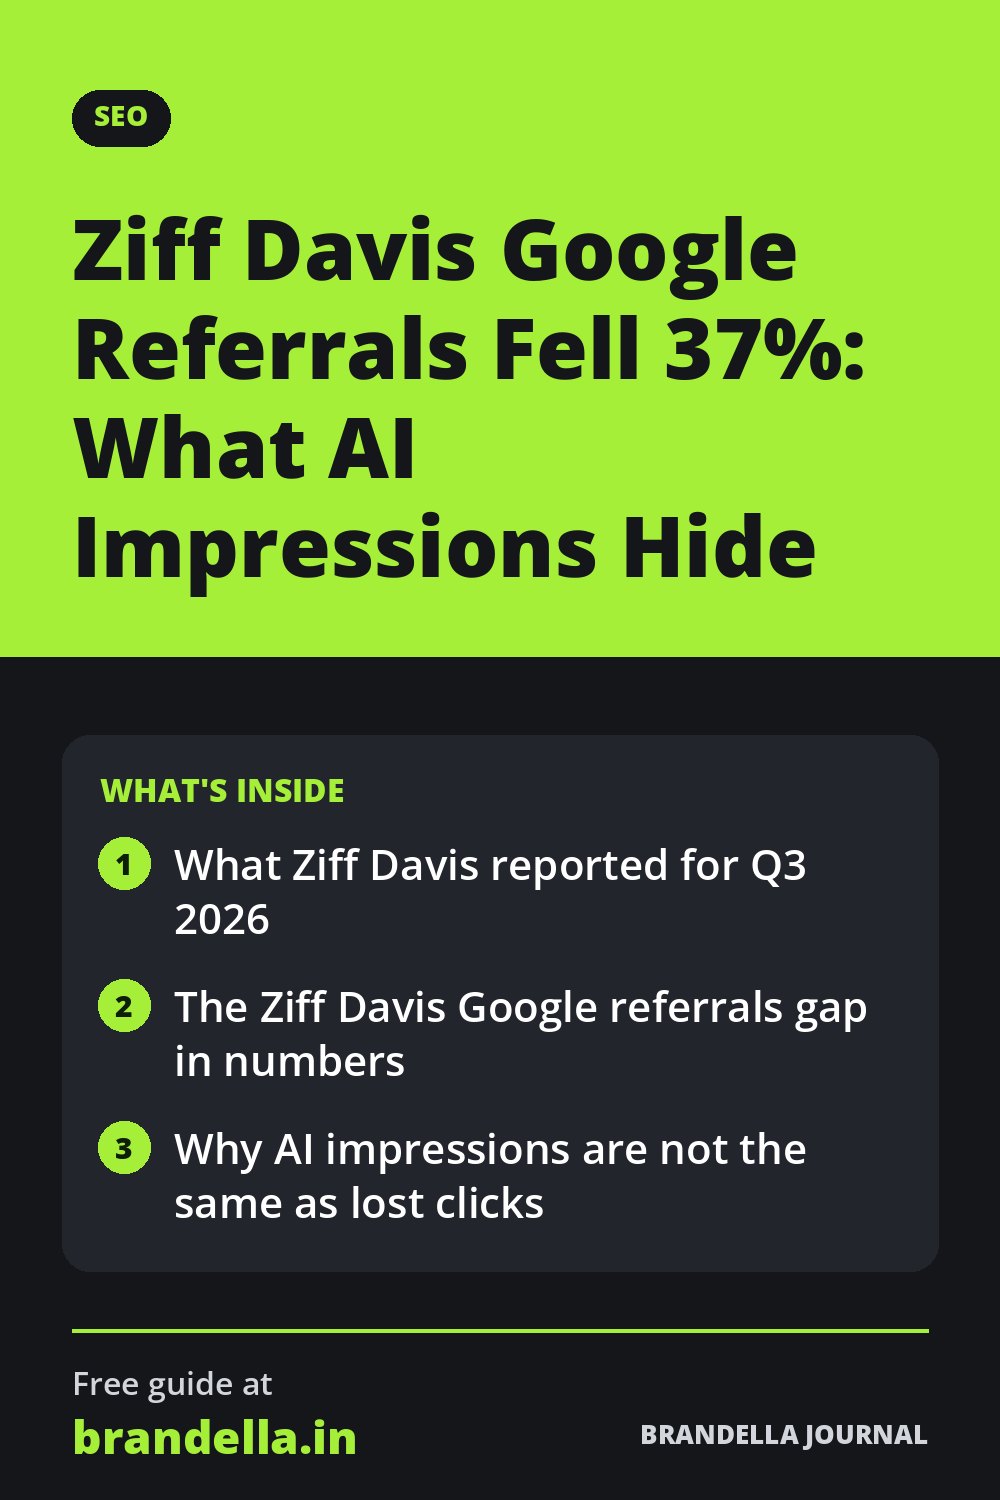 SEO
Ziff Davis Google
Referrals Fell 37%:
What AI
Impressions Hide
WHAT'S INSIDE
1 What Ziff Davis reported for Q3
2026
2 The Ziff Davis Google referrals gap
in numbers
3 Why AI impressions are not the
same as lost clicks
Free guide at
brandella.in
BRANDELLA JOURNAL